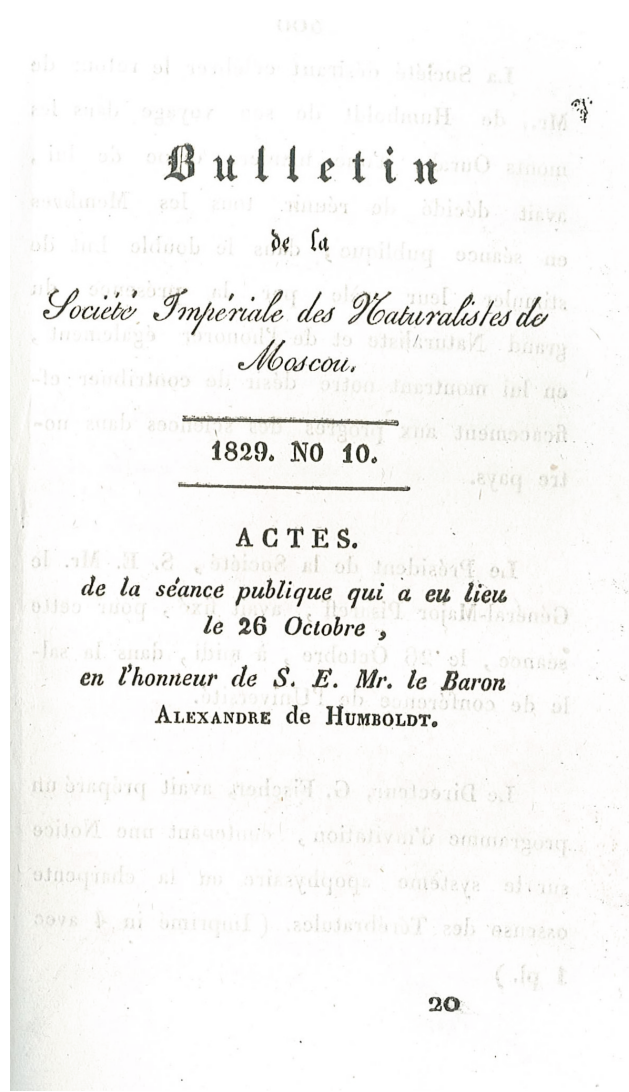 Bulletin
de la
Société Impériale des Naturalistes de
Moscou.
1829. NO 10.
ACTES.
de la séance publique qui a eu lieu
le 26 Octobre ,
en l'honneur de S. E. Mr. le Baron
ALEXANDRE de HUMBOLDT.
20